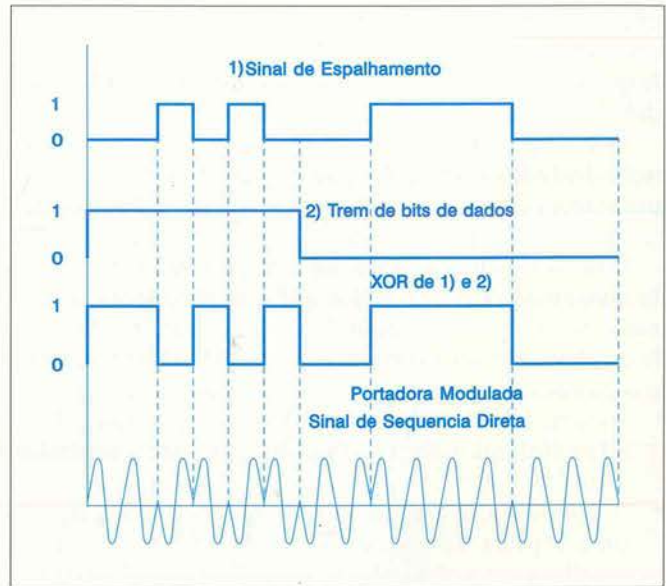 1)Sinal de Espalhamento
1
0
1
2) Trem de bits de dados
0
XOR de 1) e 2)
1
0
Portadora Modulada
Sinal de Sequencia Direta